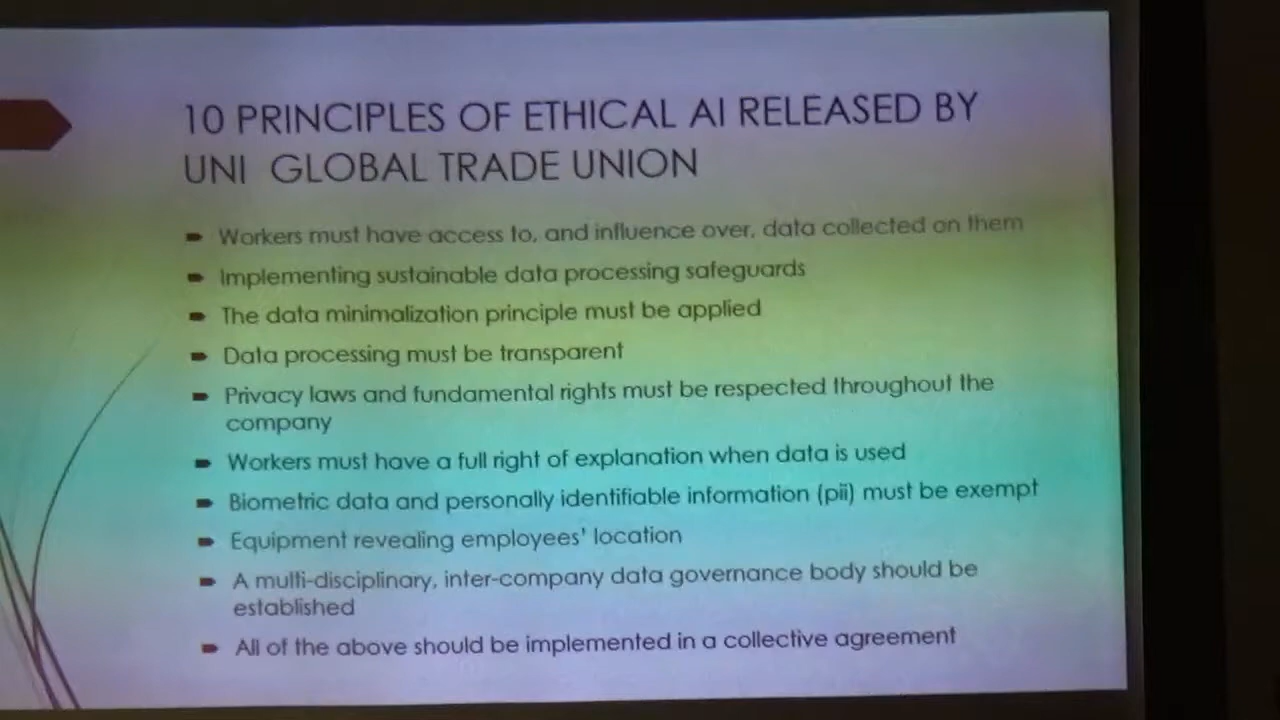 10 PRINCIPLES OF ETHICAL AI RELEASED BY
UNI GLOBAL TRADE UNION
Workers must have access to, and influence over, data collected on them
Implementing sustainable data processing safeguards
The data minimalization principle must be applied
Data processing must be transparent
Privacy laws and fundamental rights must be respected throughout the
company
Workers must have a full right of explanation when data is used
Biometric data and personally identifiable information (pii) must be exempt
Equipment revealing employees' location
A multi-disciplinary, inter-company data governance body should be
established
All of the above should be implemented in a collective agreement